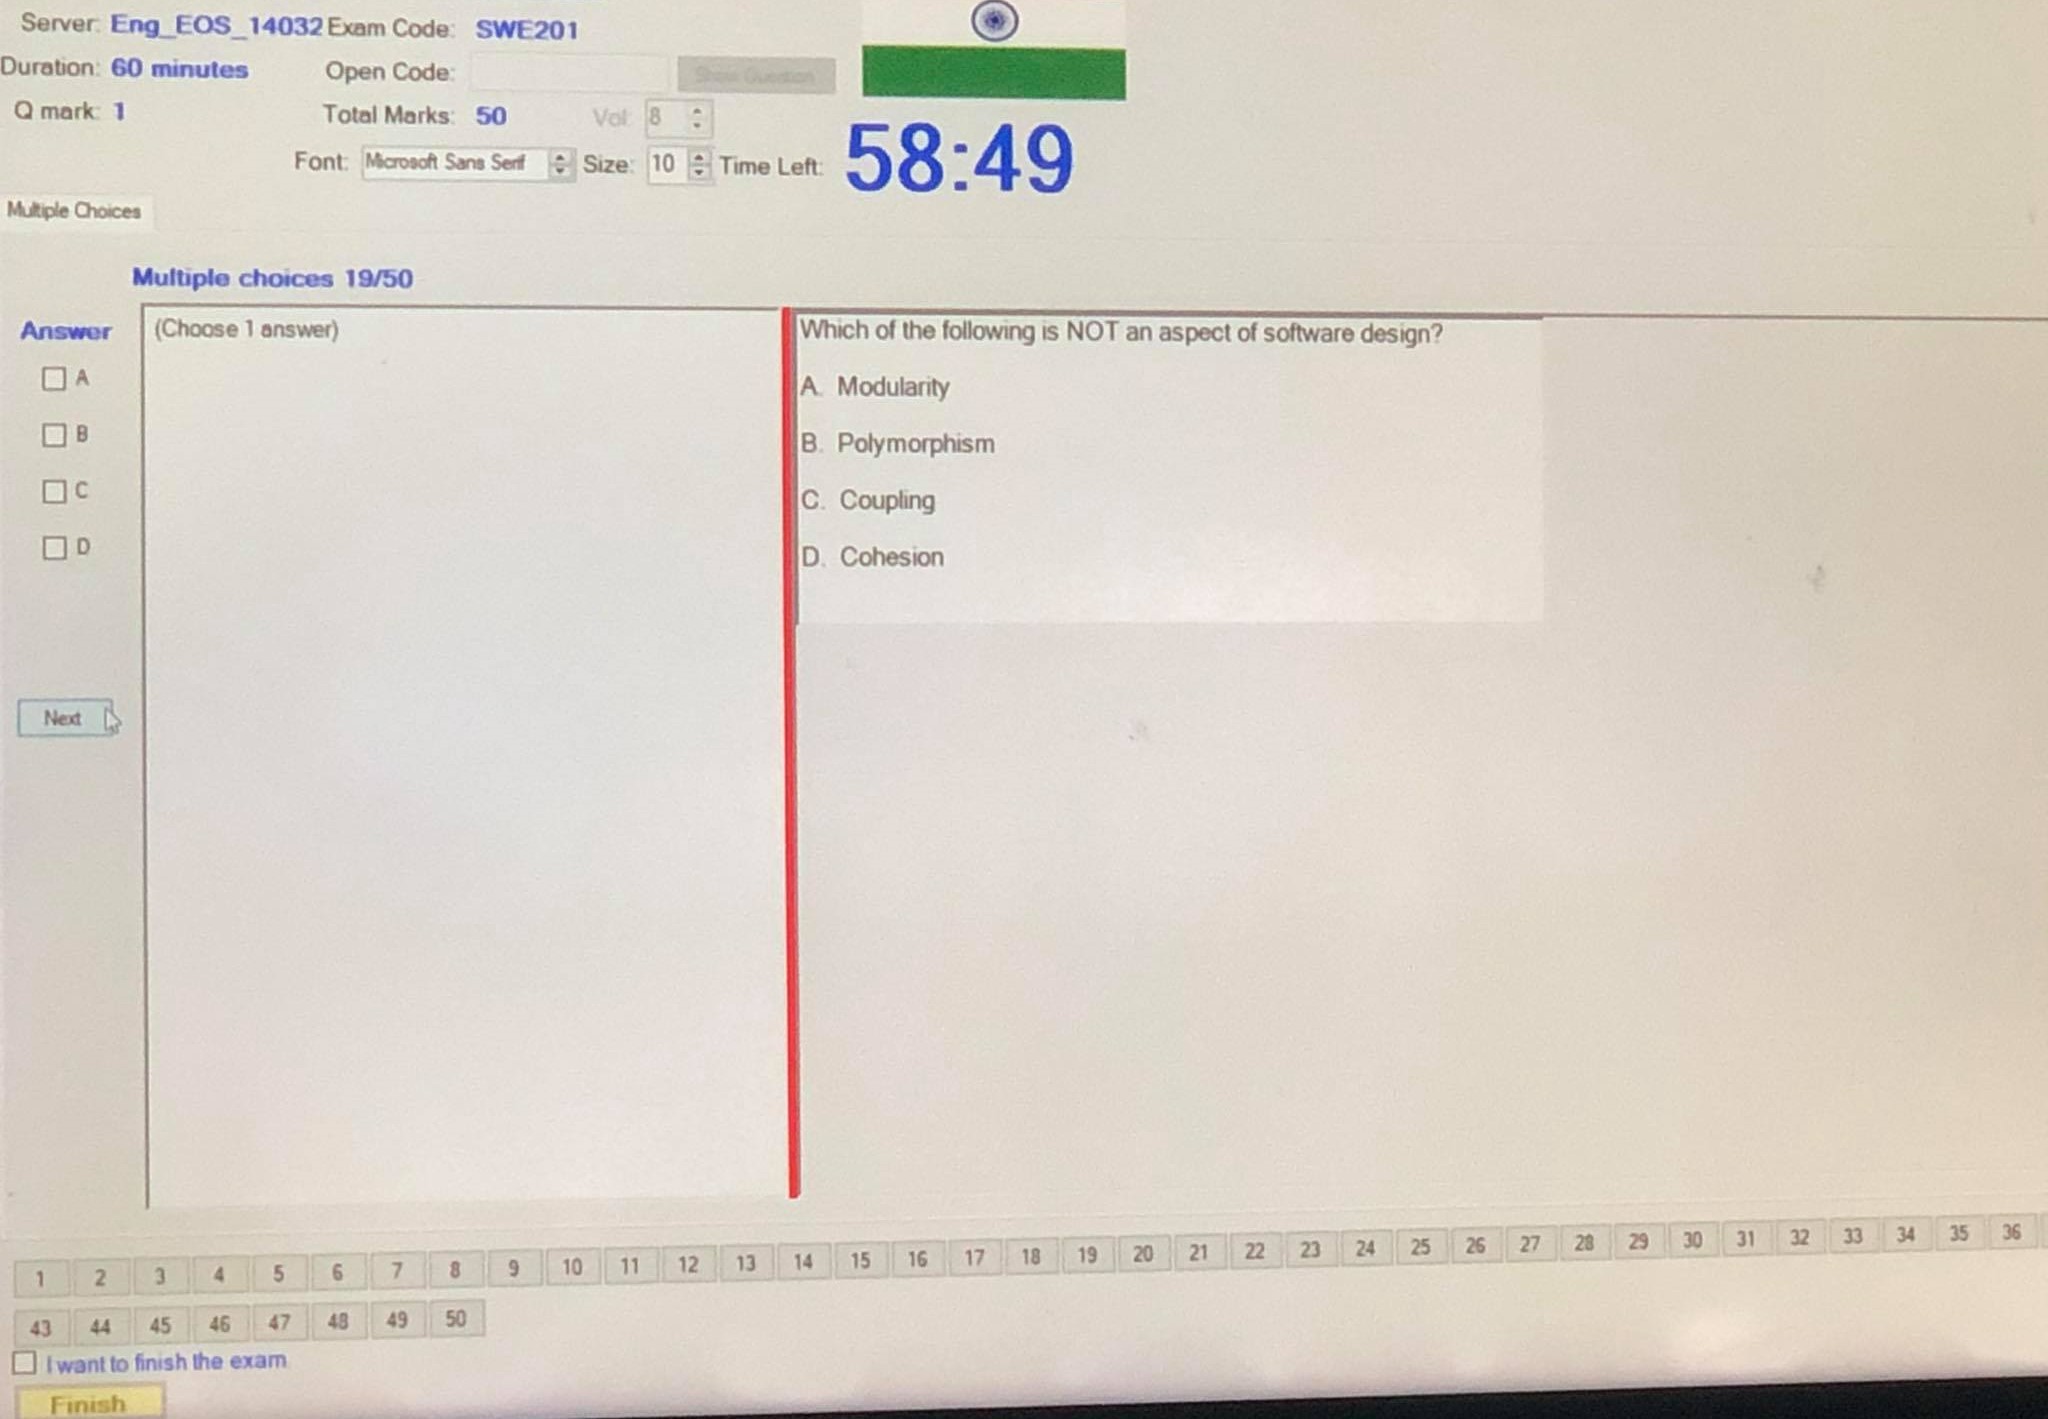 Server: Eng_EOS_14032 Exam Code: SWE201
Duration: 60 minutes Open Code: Show Question
Q mark: 1 Total Marks: 50 Vol: 8
Font: Microsoft Sans Serif Size: 10 Time Left: 58:49
Multiple Choices
Multiple choices 19/50
Answer
(Choose 1 answer)
A
B
C
D
Next
Which of the following is NOT an aspect of software design?
A. Modularity
B. Polymorphism
C. Coupling
D. Cohesion
1 2 3 4 5 6 7 8 9 10 11 12 13 14 15 16 17 18 19 20 21 22 23 24 25 26 27 28 29 30 31 32 33 34 35 36
43 44 45 46 47 48 49 50
I want to finish the exam
Finish